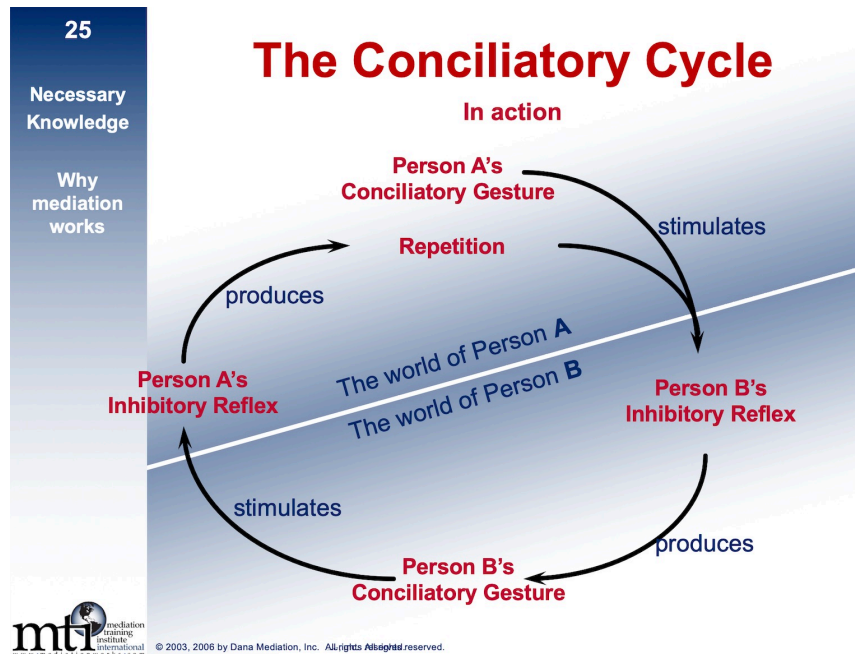 25
Necessary
Knowledge
Why
mediation
works
The Conciliatory Cycle
In action
Person A's
Conciliatory Gesture
stimulates
Repetition
produces
The world of Person A
The world of Person B
Person A's
Inhibitory Reflex
Person B's
Inhibitory Reflex
stimulates
produces
Person B's
Conciliatory Gesture
mti
mediation
training
institute
international
© 2003, 2006 by Dana Mediation, Inc. All rights reserved.